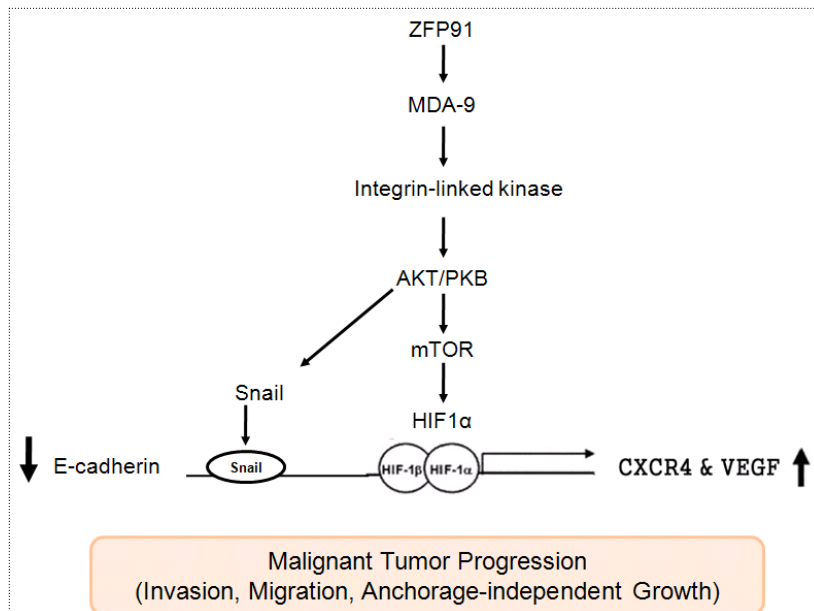 ZFP91
MDA-9
Integrin-linked kinase
AKT/PKB
mTOR
Snail
HIF1α
E-cadherin
Snail
HIF-1β
HIF-1α
CXCR4 & VEGF
Malignant Tumor Progression
(Invasion, Migration, Anchorage-independent Growth)